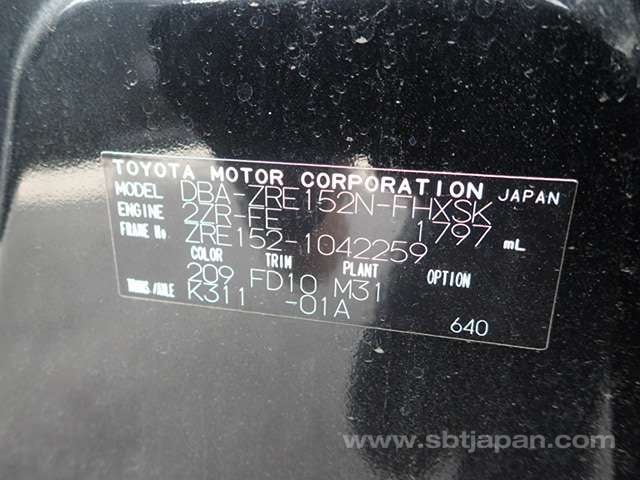 TOYOTA MOTOR CORPORATION JAPAN
MODEL DBA-ZRE152N-FHXSK
ENGINE 2ZR-FE 1797 mL
FRAME No. ZRE152-1042259
COLOR TRIM PLANT OPTION
209 FD10 M31
TRANS/AXLE K311 -01A
640
www.sbtjapan.com